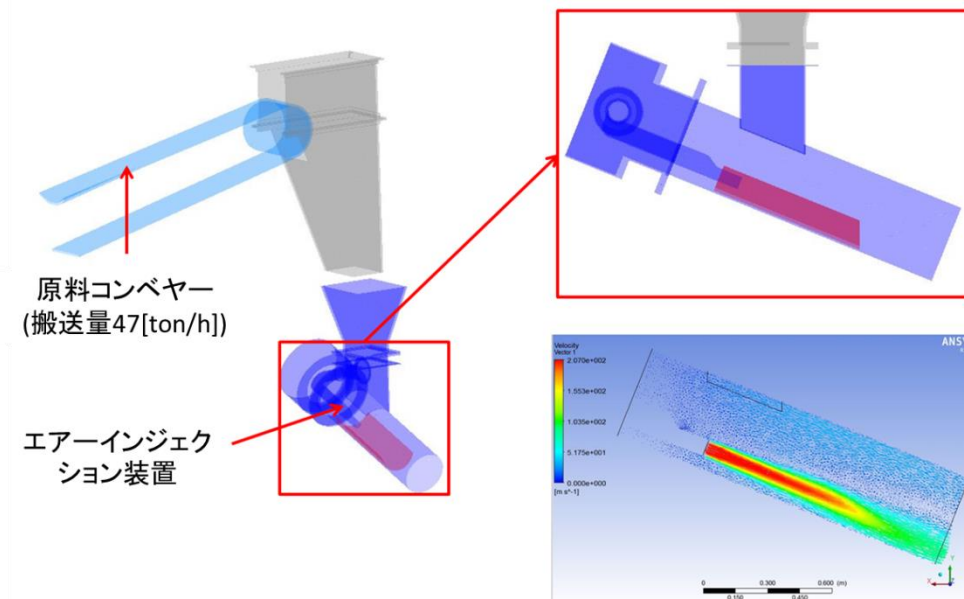 原料コンベヤー
(搬送量47[ton/h])
エアーインジェク
ション装置
Velocity
Vector 1
2.070e+002
1.553e+002
1.035e+002
5.175e+001
0.000e+000
[m s^-1]
ANSY
0
0.300
0.600
(m)
0.150
0.450
X
Y
Z